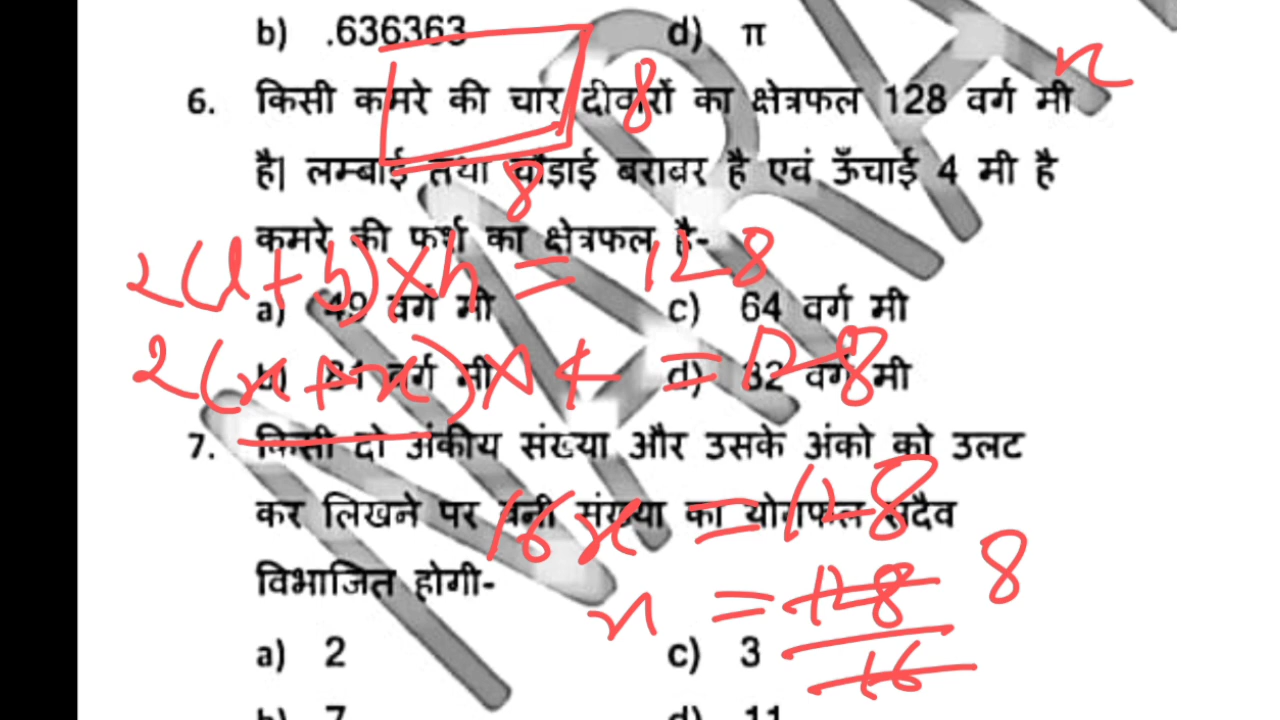 b) .636363 d) π
6. किसी कमरे की चार दीवारों का क्षेत्रफल 128 वर्ग मी
है| लम्बाई तथा चौड़ाई बराबर है एवं ऊँचाई 4 मी है
कमरे की फर्श का क्षेत्रफल है-
a) 49 वर्ग मी c) 64 वर्ग मी
b) 81 वर्ग मी d) 32 वर्ग मी
7. किसी दो अंकीय संख्या और उसके अंको को उलट
कर लिखने पर बनी संख्या का योगफल सदैव
विभाजित होगी-
a) 2 c) 3
b) 7 d) 11
x
8
8
2(l+b)×h = 128
2(x+x)×4 = 128
16x = 128
x = 128 8
16